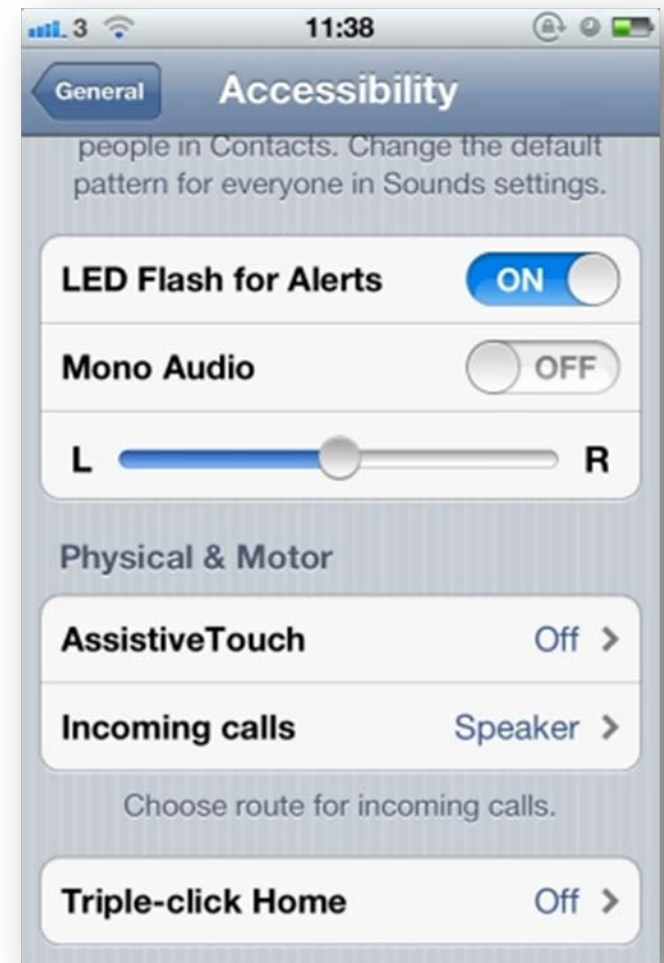 3 11:38
General Accessibility
people in Contacts. Change the default
pattern for everyone in Sounds settings.
LED Flash for Alerts ON
Mono Audio OFF
L R
Physical & Motor
AssistiveTouch Off
Incoming calls Speaker
Choose route for incoming calls.
Triple-click Home Off